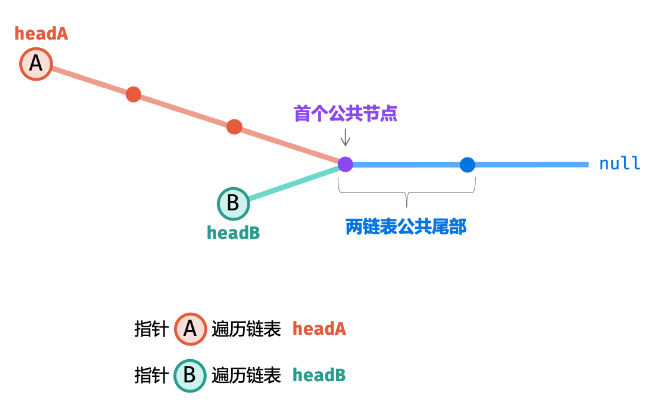 headA
A
首个公共节点
null
B
headB
两链表公共尾部
指针 A 遍历链表 headA
指针 B 遍历链表 headB